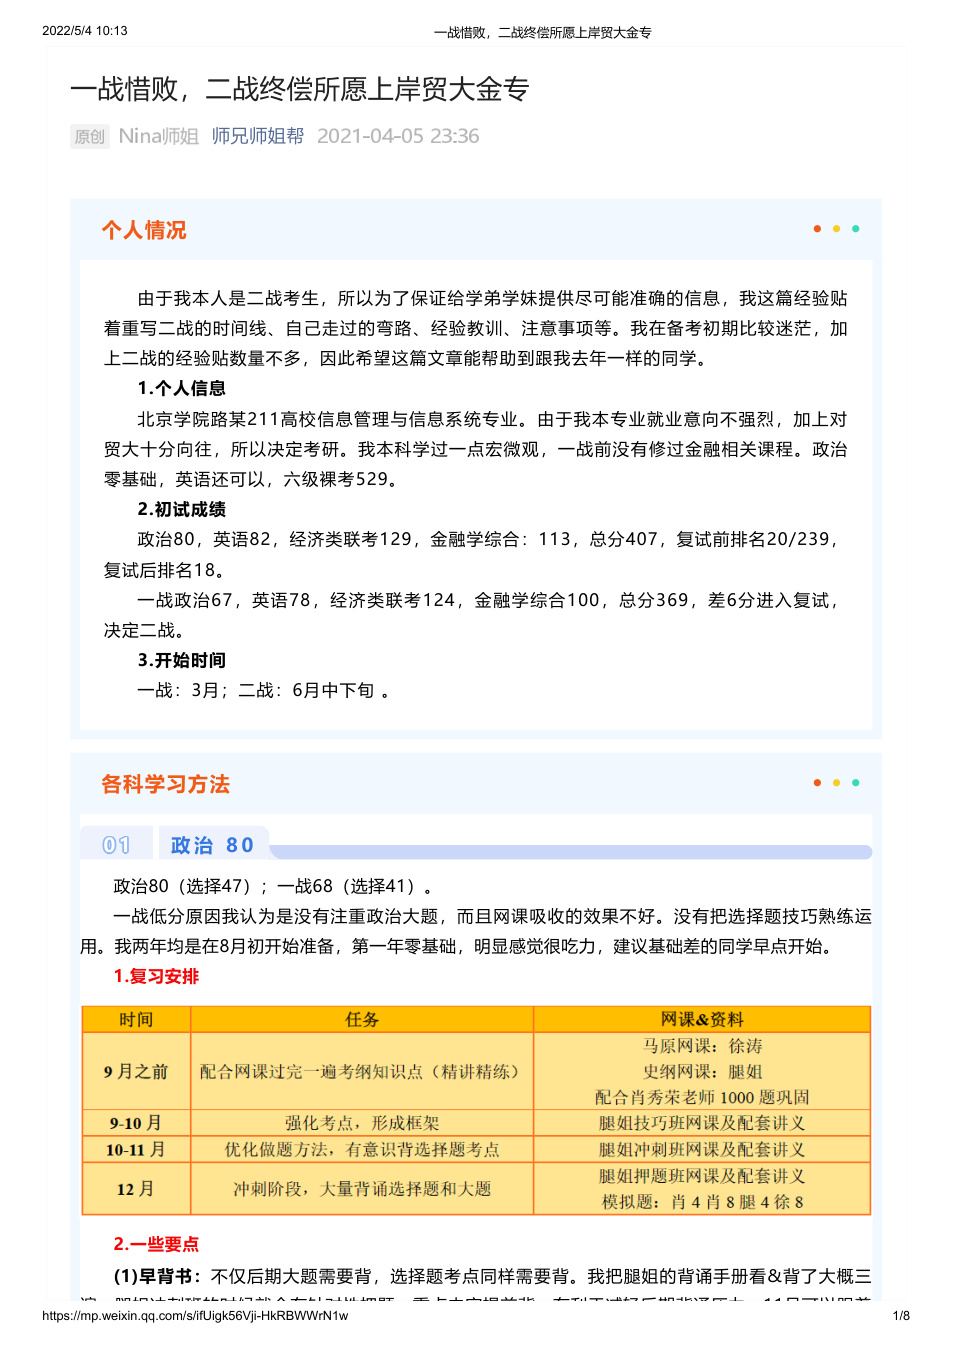 2022/5/4 10:13
一战惜败，二战终偿所愿上岸贸大金专
一战惜败，二战终偿所愿上岸贸大金专
原创 Nina师姐 师兄师姐帮 2021-04-05 23:36
个人情况
由于我本人是二战考生，所以为了保证给学弟学妹提供尽可能准确的信息，我这篇经验贴
着重写二战的时间线、自己走过的弯路、经验教训、注意事项等。我在备考初期比较迷茫，加
上二战的经验贴数量不多，因此希望这篇文章能帮助到跟我去年一样的同学。
1.个人信息
北京学院路某211高校信息管理与信息系统专业。由于我本专业就业意向不强烈，加上对
贸大十分向往，所以决定考研。我本科学过一点宏微观，一战前没有修过金融相关课程。政治
零基础，英语还可以，六级裸考529。
2.初试成绩
政治80，英语82，经济类联考129，金融学综合：113，总分407，复试前排名20/239，
复试后排名18。
一战政治67，英语78，经济类联考124，金融学综合100，总分369，差6分进入复试，
决定二战。
3.开始时间
一战：3月；二战：6月中下旬 。
各科学习方法
01 政治 80
政治80（选择47）；一战68（选择41）。
一战低分原因我认为是没有注重政治大题，而且网课吸收的效果不好。没有把选择题技巧熟练运
用。我两年均是在8月初开始准备，第一年零基础，明显感觉很吃力，建议基础差的同学早点开始。
1.复习安排
时间 任务 网课&资料
9 月之前 配合网课过完一遍考纲知识点（精讲精练） 马原网课：徐涛
史纲网课：腿姐
配合肖秀荣老师 1000 题巩固
9-10 月 强化考点，形成框架 腿姐技巧班网课及配套讲义
10-11 月 优化做题方法，有意识背选择题考点 腿姐冲刺班网课及配套讲义
12 月 冲刺阶段，大量背诵选择题和大题 腿姐押题班网课及配套讲义
模拟题：肖 4 肖 8 腿 4 徐 8
2.一些要点
(1)早背书：不仅后期大题需要背，选择题考点同样需要背。我把腿姐的背诵手册看&背了大概三
https://mp.weixin.qq.com/s/ifUigk56Vji-HkRBWWrN1w
1/8